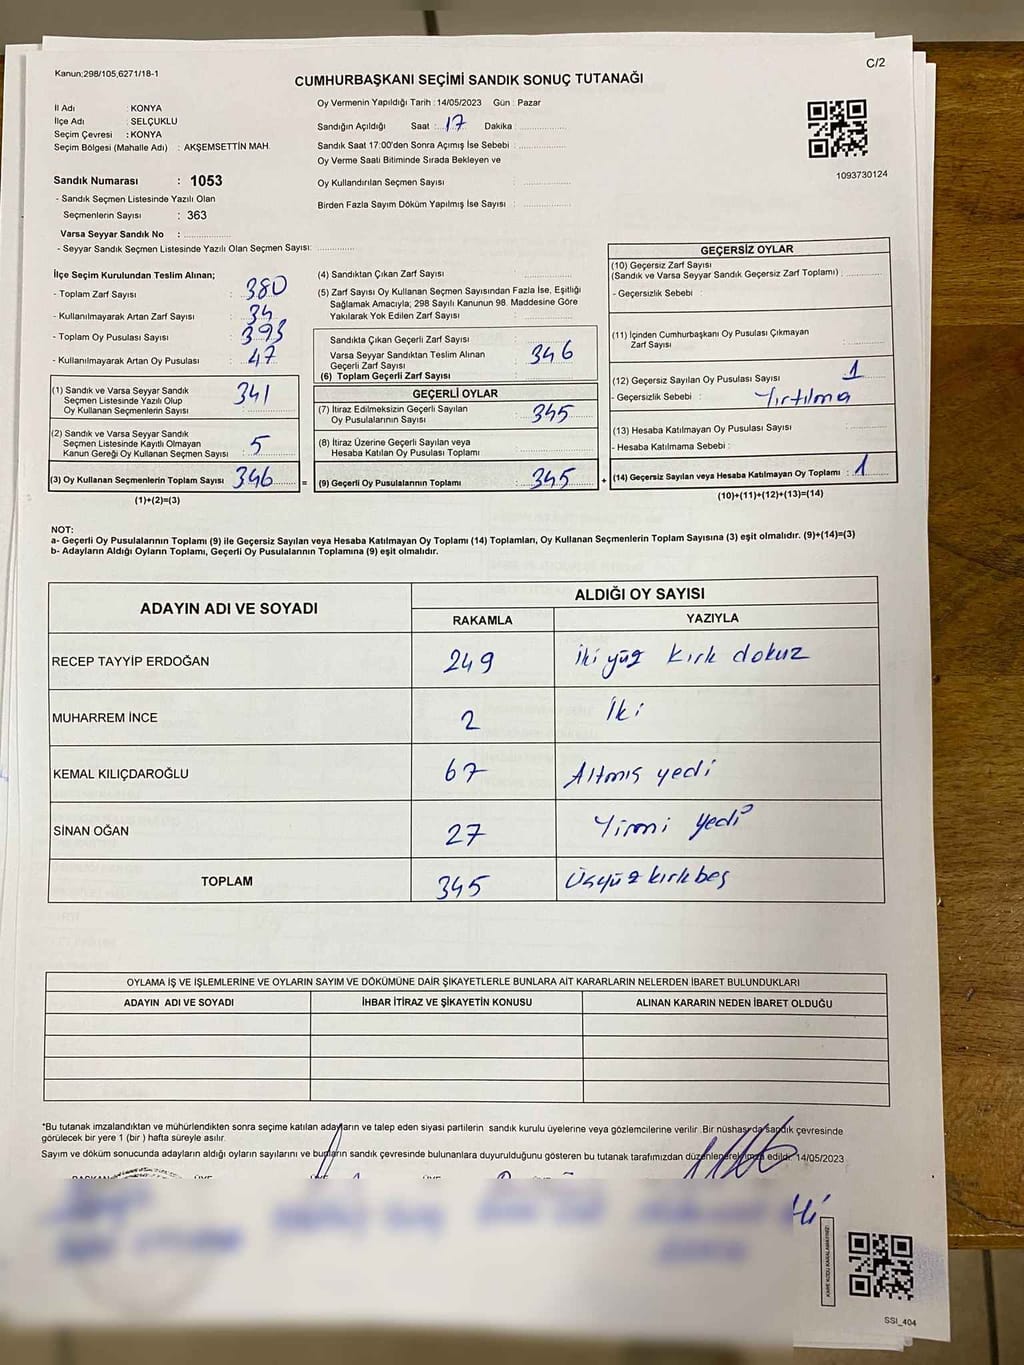 Kanun;298/105,6271/18-1
C/2
CUMHURBAŞKANI SEÇİMİ SANDIK SONUÇ TUTANAĞI
İl Adı : KONYA
İlçe Adı : SELÇUKLU
Seçim Çevresi : KONYA
Seçim Bölgesi (Mahalle Adı) : AKŞEMSETTİN MAH.
Oy Vermenin Yapıldığı Tarih : 14/05/2023 Gün : Pazar
Sandığın Açıldığı Saat : 17 Dakika :
Sandık Saat 17:00'den Sonra Açımış İse Sebebi :
Oy Verme Saati Bitiminde Sırada Bekleyen ve
Oy Kullandırılan Seçmen Sayısı :
Birden Fazla Sayım Döküm Yapılmış İse Sayısı :
1093730124
Sandık Numarası : 1053
- Sandık Seçmen Listesinde Yazılı Olan
Seçmenlerin Sayısı : 363
Varsa Seyyar Sandık No :
- Seyyar Sandık Seçmen Listesinde Yazılı Olan Seçmen Sayısı:
İlçe Seçim Kurulundan Teslim Alınan;
- Toplam Zarf Sayısı : 380
- Kullanılmayarak Artan Zarf Sayısı : 34
- Toplam Oy Pusulası Sayısı : 393
- Kullanılmayarak Artan Oy Pusulası : 47
(1) Sandık ve Varsa Seyyar Sandık
Seçmen Listesinde Yazılı Olup
Oy Kullanan Seçmenlerin Sayısı : 341
(2) Sandık ve Varsa Seyyar Sandık
Seçmen Listesinde Kayıtlı Olmayan
Kanun Gereği Oy Kullanan Seçmen Sayısı : 5
(3) Oy Kullanan Seçmenlerin Toplam Sayısı : 346 =
(1)+(2)=(3)
(4) Sandıktan Çıkan Zarf Sayısı :
(5) Zarf Sayısı Oy Kullanan Seçmen Sayısından Fazla İse, Eşitliği
Sağlamak Amacıyla; 298 Sayılı Kanunun 98. Maddesine Göre
Yakılarak Yok Edilen Zarf Sayısı :
Sandıkta Çıkan Geçerli Zarf Sayısı :
Varsa Seyyar Sandıktan Teslim Alınan
Geçerli Zarf Sayısı : 346
(6) Toplam Geçerli Zarf Sayısı :
GEÇERLİ OYLAR
(7) İtiraz Edilmeksizin Geçerli Sayılan
Oy Pusulalarının Sayısı : 345
(8) İtiraz Üzerine Geçerli Sayılan veya
Hesaba Katılan Oy Pusulası Toplamı :
(9) Geçerli Oy Pusulalarının Toplamı : 345 +
GEÇERSİZ OYLAR
(10) Geçersiz Zarf Sayısı
(Sandık ve Varsa Seyyar Sandık Geçersiz Zarf Toplamı) :
- Geçersizlik Sebebi :
(11) İçinden Cumhurbaşkanı Oy Pusulası Çıkmayan
Zarf Sayısı :
(12) Geçersiz Sayılan Oy Pusulası Sayısı : 1
- Geçersizlik Sebebi : Yırtılma
(13) Hesaba Katılmayan Oy Pusulası Sayısı :
- Hesaba Katılmama Sebebi :
(14) Geçersiz Sayılan veya Hesaba Katılmayan Oy Toplamı : 1
(10)+(11)+(12)+(13)=(14)
NOT:
a- Geçerli Oy Pusulalarının Toplamı (9) ile Geçersiz Sayılan veya Hesaba Katılmayan Oy Toplamı (14) Toplamları, Oy Kullanan Seçmenlerin Toplam Sayısına (3) eşit olmalıdır. (9)+(14)=(3)
b- Adayların Aldığı Oyların Toplamı, Geçerli Oy Pusulalarının Toplamına (9) eşit olmalıdır.
ADAYIN ADI VE SOYADI ALDIĞI OY SAYISI
RAKAMLA YAZIYLA
RECEP TAYYİP ERDOĞAN 249 İki yüz kırk dokuz
MUHARREM İNCE 2 İki
KEMAL KILIÇDAROĞLU 67 Altmış yedi
SİNAN OĞAN 27 Yirmi yedi
TOPLAM 345 Üçyüz kırkbeş
OYLAMA İŞ VE İŞLEMLERİNE VE OYLARIN SAYIM VE DÖKÜMÜNE DAİR ŞİKAYETLERLE BUNLARA AİT KARARLARIN NELERDEN İBARET BULUNDUKLARI
ADAYIN ADI VE SOYADI İHBAR İTİRAZ VE ŞİKAYETİN KONUSU ALINAN KARARIN NEDEN İBARET OLDUĞU
*Bu tutanak imzalandıktan ve mühürlendikten sonra seçime katılan adayların ve talep eden siyasi partilerin sandık kurulu üyelerine veya gözlemcilerine verilir. Bir nüshası da sandık çevresinde
görülecek bir yere 1 (bir ) hafta süreyle asılır.
Sayım ve döküm sonucunda adayların aldığı oyların sayılarını ve bunların sandık çevresinde bulunanlara duyurulduğunu gösteren bu tutanak tarafımızdan düzenlenerek imza edildi. 14/05/2023
KARE KODU KARALAMAYINIZ
SSI_404